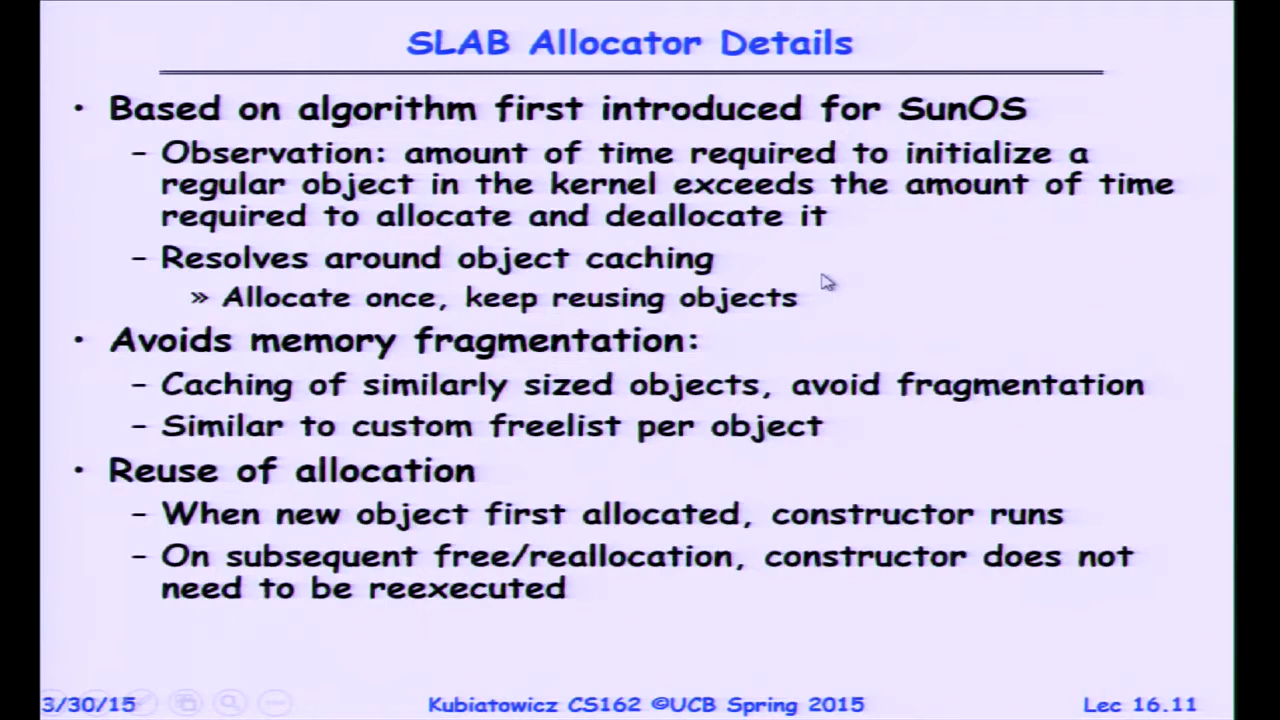 SLAB Allocator Details
• Based on algorithm first introduced for SunOS
– Observation: amount of time required to initialize a
regular object in the kernel exceeds the amount of time
required to allocate and deallocate it
– Resolves around object caching
» Allocate once, keep reusing objects
• Avoids memory fragmentation:
– Caching of similarly sized objects, avoid fragmentation
– Similar to custom freelist per object
• Reuse of allocation
– When new object first allocated, constructor runs
– On subsequent free/reallocation, constructor does not
need to be reexecuted
3/30/15 Kubiatowicz CS162 ©UCB Spring 2015 Lec 16.11